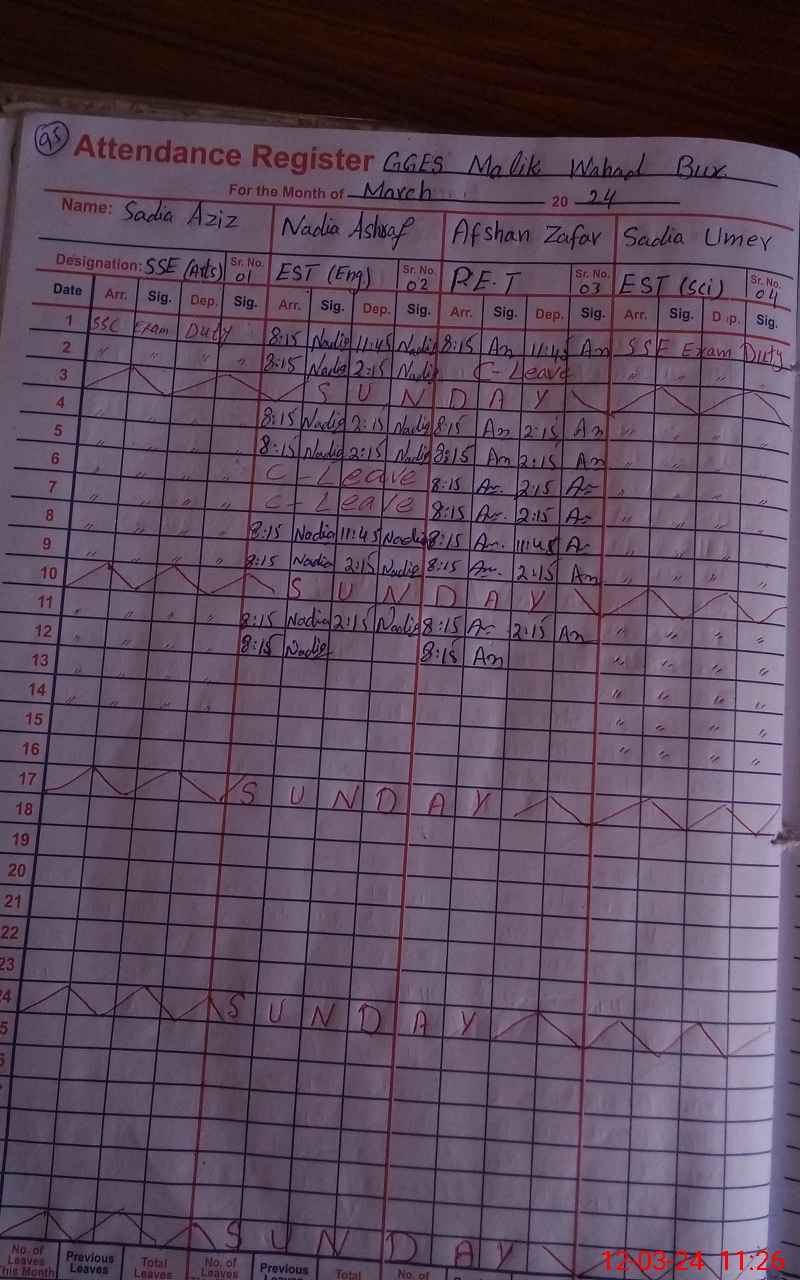 95
Attendance Register GGES Malik Wahad Bux
For the Month of March 20 24
Name: Sadia Aziz Nadia Ashraf Afshan Zafar Sadia Umer
Designation: SSE (Arts) Sr. No. 01 EST (Eng) Sr. No. 02 P.E.T Sr. No. 03 EST (Sci) Sr. No. 04
Date Arr. Sig. Dep. Sig. Arr. Sig. Dep. Sig. Arr. Sig. Dep. Sig. Arr. Sig. Dep. Sig.
1 SSC Exam Duty 8:15 Nadia 11:45 Nadia 8:15 An 11:45 An SSE Exam Duty
2 " " " " 8:15 Nadia 2:15 Nadia C-Leave " " " "
3 S U N D A Y
4 " " " " 8:15 Nadia 2:15 Nadia 8:15 An 2:15 An " " " "
5 " " " " 8:15 Nadia 2:15 Nadia 8:15 An 2:15 An " " " "
6 " " " " C-Leave 8:15 An 2:15 An " " " "
7 " " " " C-Leave 8:15 An 2:15 An " " " "
8 " " " " 8:15 Nadia 11:45 Nadia 8:15 An 11:45 An " " " "
9 " " " " 8:15 Nadia 2:15 Nadia 8:15 An 2:15 An " " " "
10 S U N D A Y
11 " " " " 8:15 Nadia 2:15 Nadia 8:15 An 2:15 An " " " "
12 " " " " 8:15 Nadia 8:15 An " " " "
13 " " " " " " " "
14 " " " " " " " "
15 " " " "
16
17 S U N D A Y
18
19
20
21
22
23
24 S U N D A Y
5
S U N D A Y
No. of Leaves This Month Previous Leaves Total Leaves No. of Leaves Previous Leaves Total No. of
12-03-24 11:26